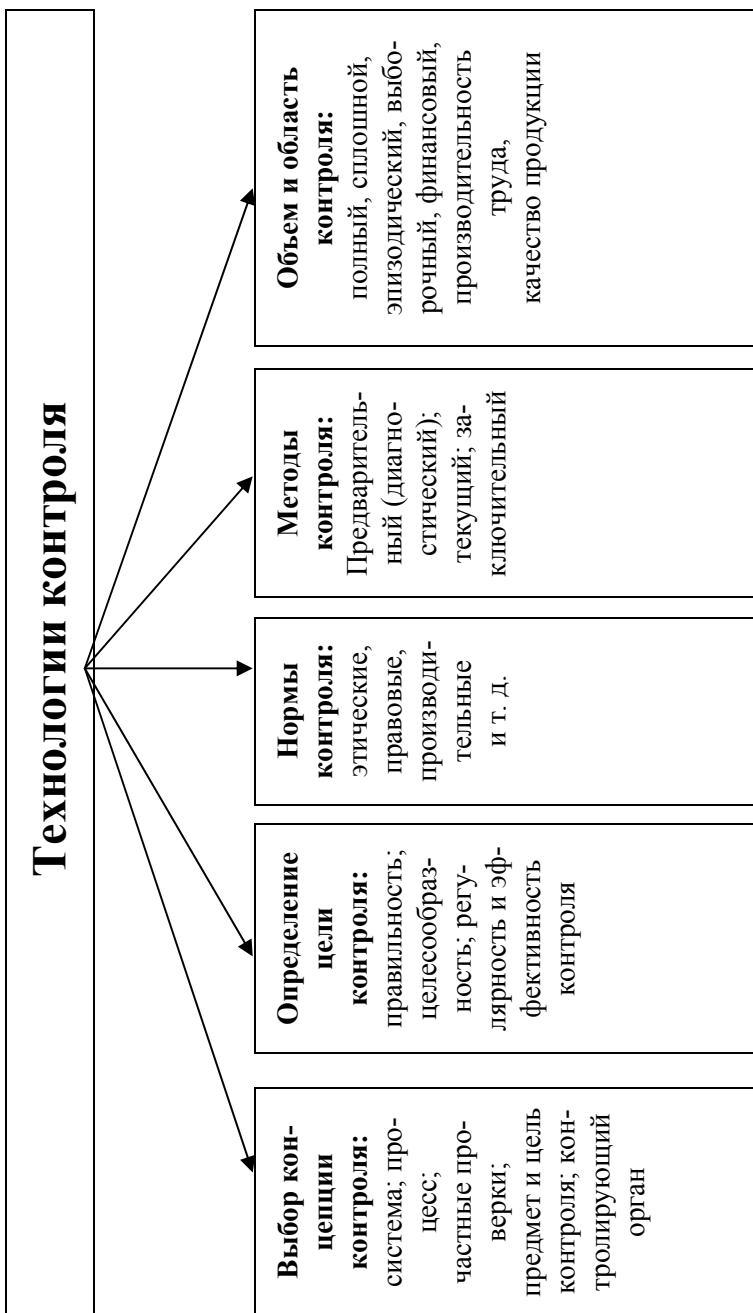 Технологии контроля
Выбор кон-
цепции
контроля:
система; про-
цесс;
частные про-
верки;
предмет и цель
контроля; кон-
тролирующий
орган
Определение
цели
контроля:
правильность;
целесообраз-
ность; регу-
лярность и эф-
фективность
контроля
Нормы
контроля:
этические,
правовые,
производи-
тельные
и т. д.
Методы
контроля:
Предваритель-
ный (диагно-
стический);
текущий; за-
ключительный
Объем и область
контроля:
полный, сплошной,
эпизодический, выбо-
рочный, финансовый,
производительность
труда,
качество продукции